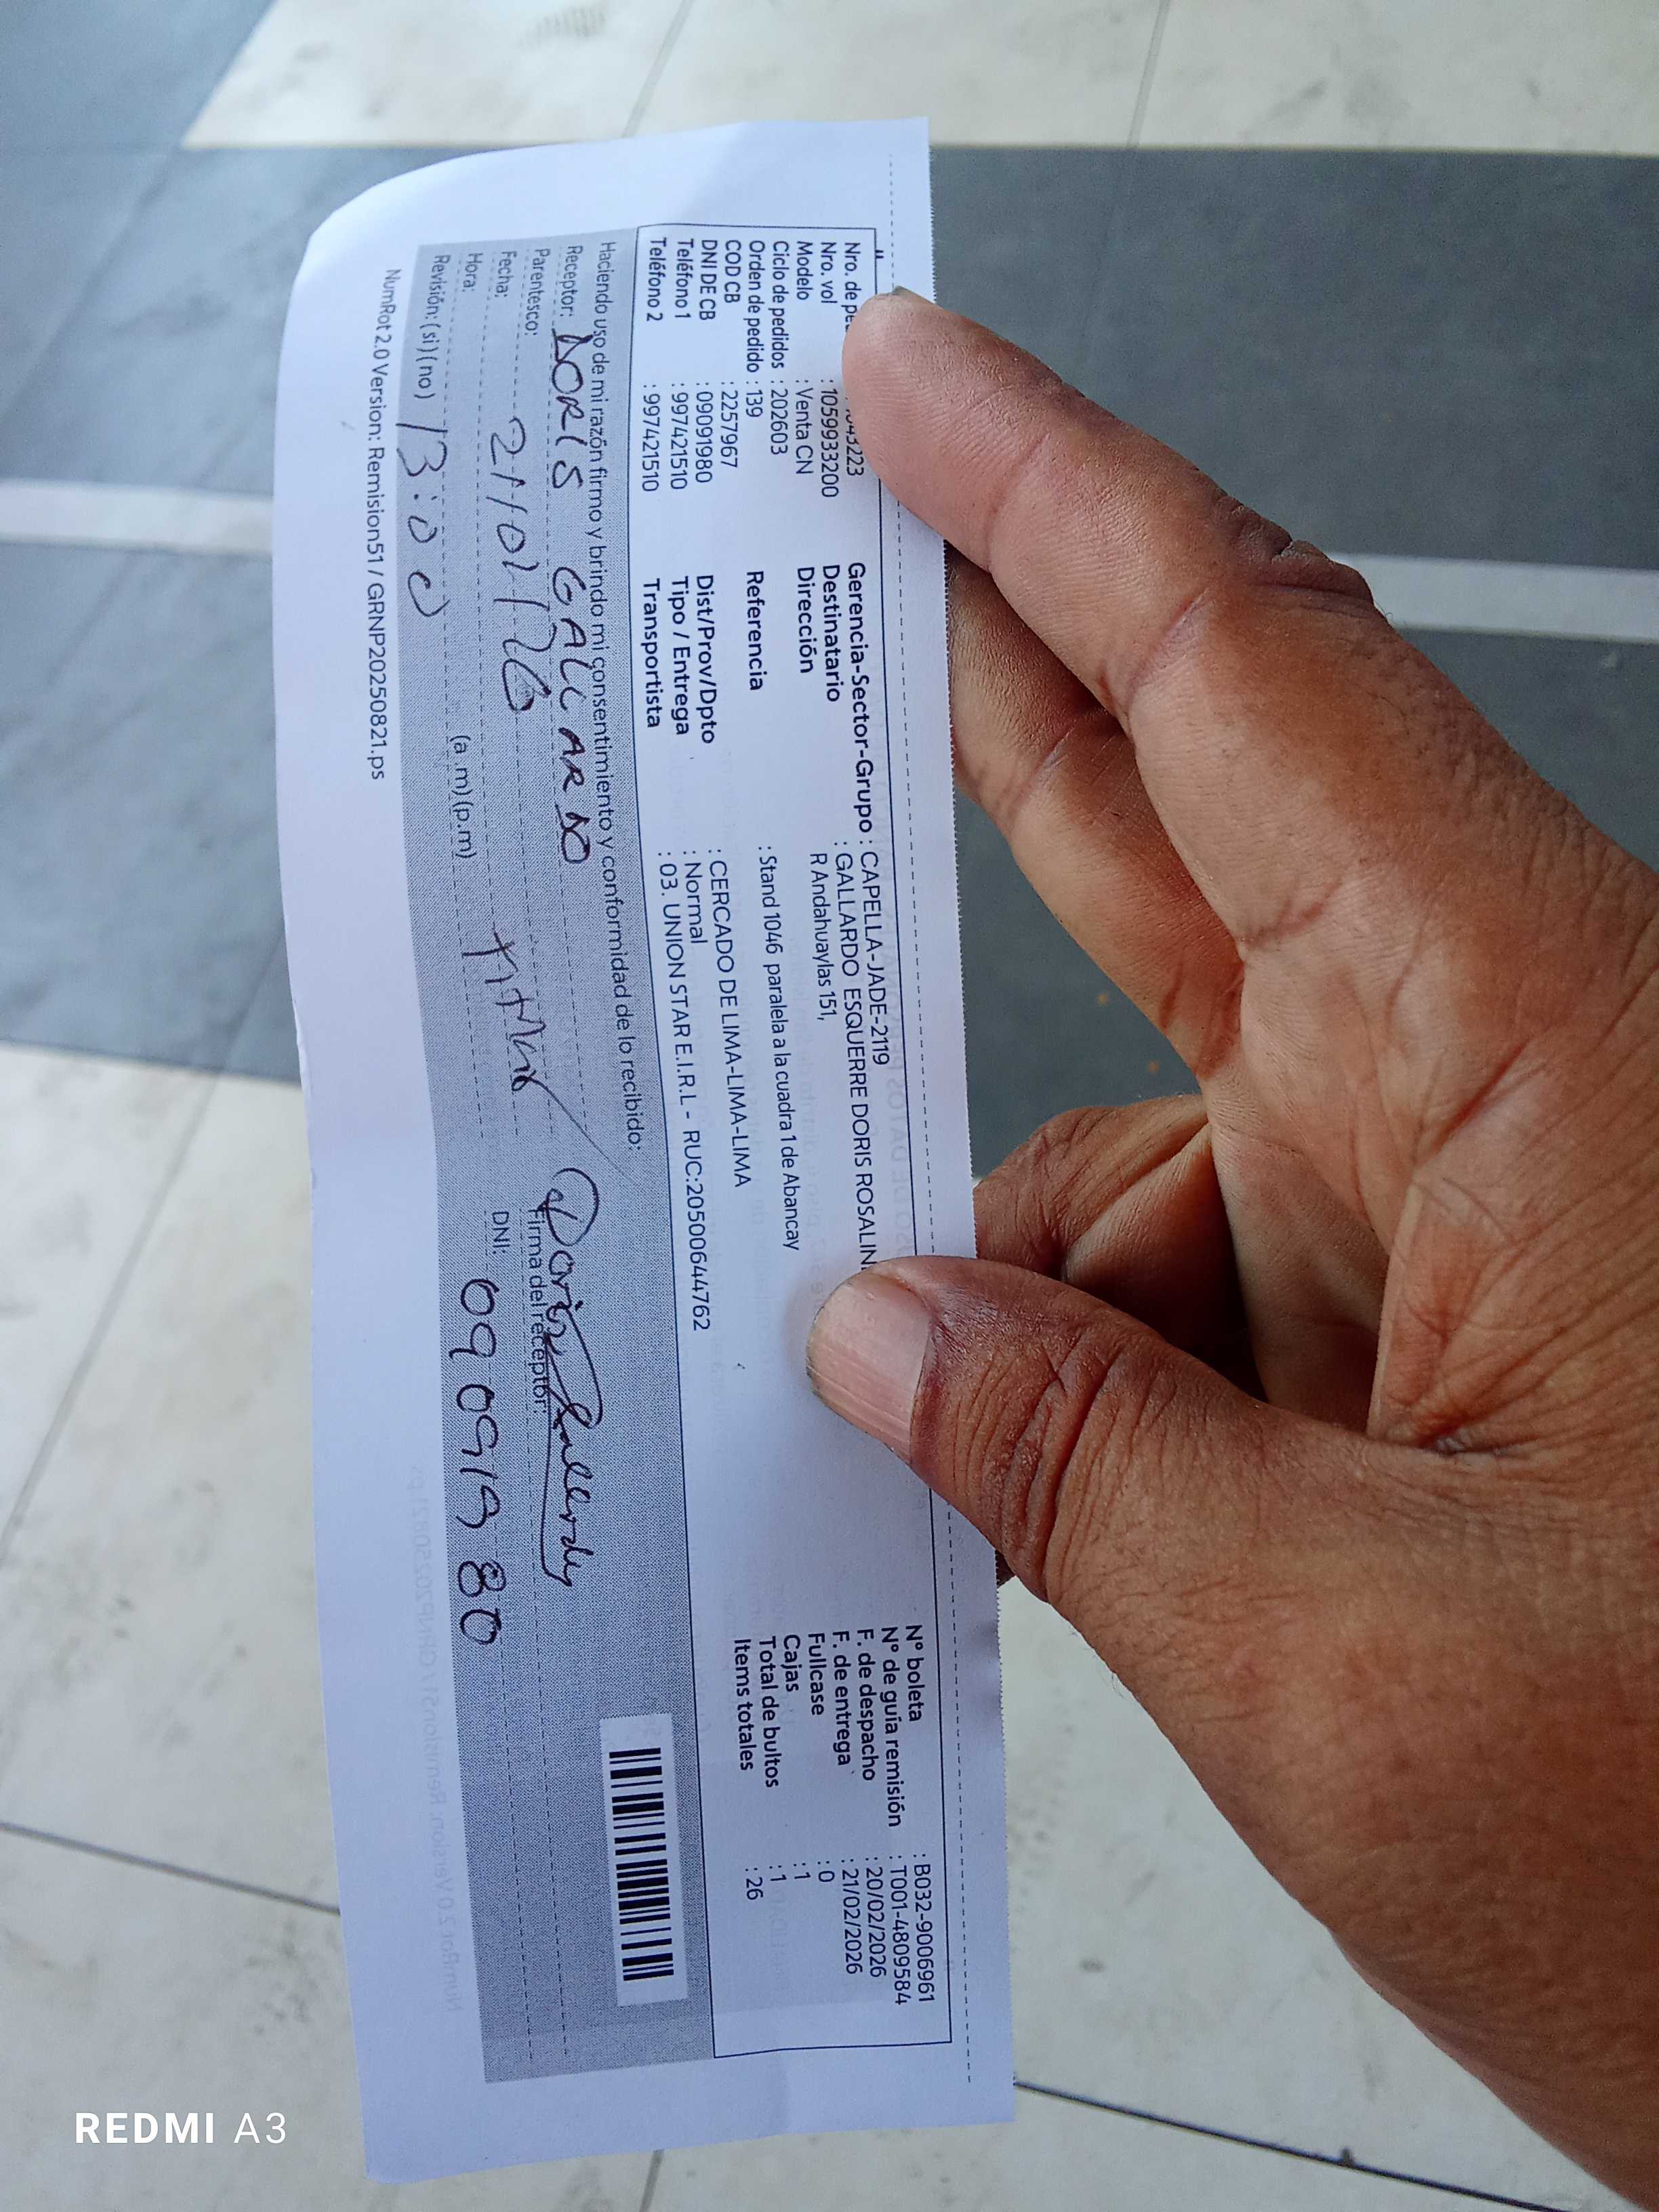 Nro. de pe
Nro. vol : 1059933200
Modelo : Venta CN
Ciclo de pedidos : 202603
Orden de pedido : 139
COD CB : 2257967
DNI DE CB : 09091980
Teléfono 1 : 997421510
Teléfono 2 : 997421510
Gerencia-Sector-Grupo : CAPELLA-JADE-2119
Destinatario : GALLARDO ESQUERRE DORIS ROSALIN
Dirección R Andahuaylas 151,
Referencia : Stand 1046 paralela a la cuadra 1 de Abancay
Dist/Prov/Dpto : CERCADO DE LIMA-LIMA-LIMA
Tipo / Entrega : Normal
Transportista : 03. UNION STAR E.I.R.L - RUC:20500644762
N° boleta : B032-9006961
N° de guía remisión : T001-4809584
F. de despacho : 20/02/2026
F. de entrega : 21/02/2026
Fullcase : 0
Cajas : 1
Total de bultos : 1
Items totales : 26
Haciendo uso de mi razón firmo y brindo mi consentimiento y conformidad de lo recibido:
Receptor: DORIS GALLARDO
Parentesco:
Fecha: 21/02/26
Hora: (a.m)(p.m)
Revisión: (si) (no) 13:00
Firma del receptor:
DNI: 09091980
NumRot 2.0 Version: Remision51 / GRNP20250821.ps
REDMI A3